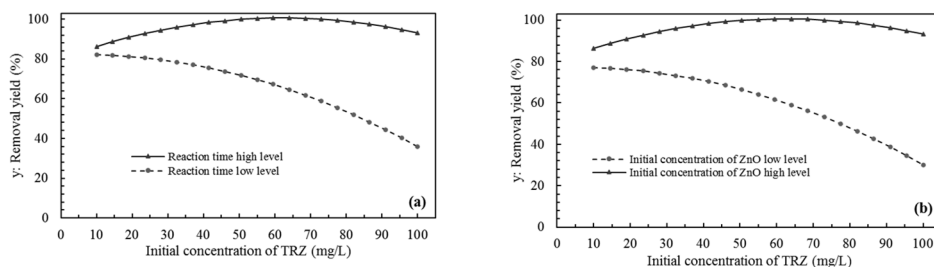 y: Removal yield (%)
100
80
60
40
20
0
Reaction time high level
Reaction time low level
(a)
0 10 20 30 40 50 60 70 80 90 100
Initial concentration of TRZ (mg/L)
y: Removal yield (%)
100
80
60
40
20
0
Initial concentration of ZnO low level
Initial concentration of ZnO high level
(b)
0 10 20 30 40 50 60 70 80 90 100
Initial concentration of TRZ (mg/L)